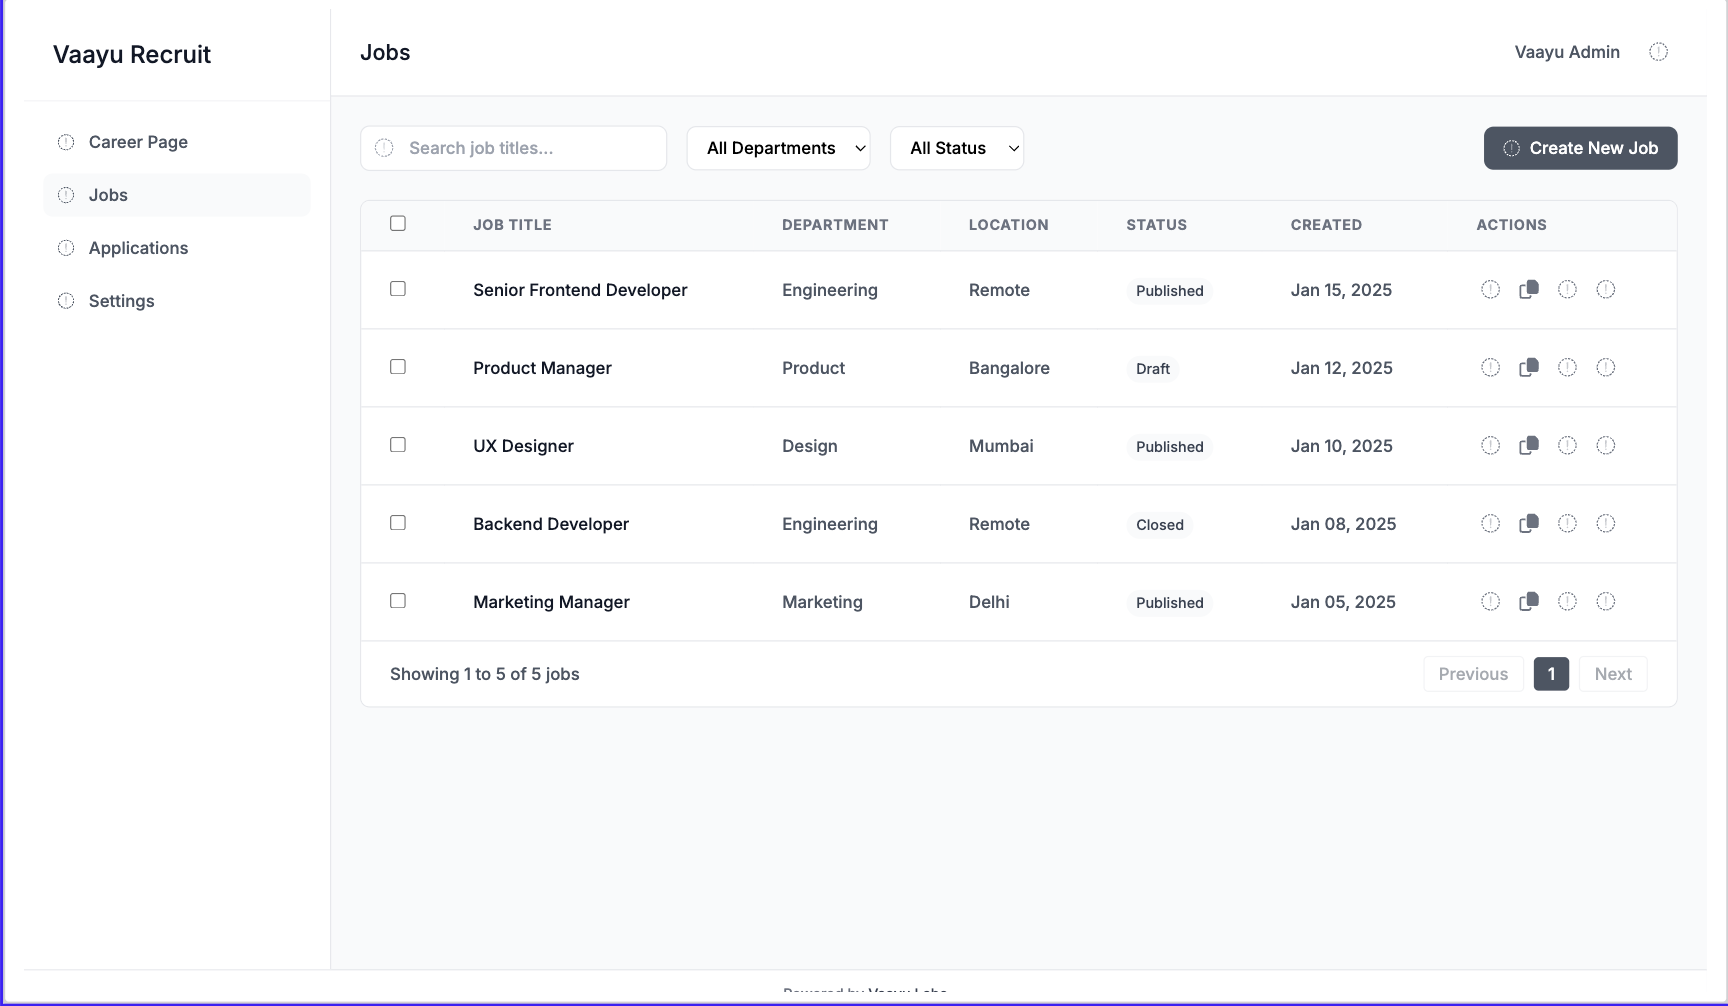 Vaayu Recruit
Career Page
Jobs
Applications
Settings
Jobs
Vaayu Admin
Search job titles...
All Departments
All Status
Create New Job
JOB TITLE DEPARTMENT LOCATION STATUS CREATED ACTIONS
Senior Frontend Developer Engineering Remote Published Jan 15, 2025
Product Manager Product Bangalore Draft Jan 12, 2025
UX Designer Design Mumbai Published Jan 10, 2025
Backend Developer Engineering Remote Closed Jan 08, 2025
Marketing Manager Marketing Delhi Published Jan 05, 2025
Showing 1 to 5 of 5 jobs
Previous 1 Next
Powered by Vaayu Labs